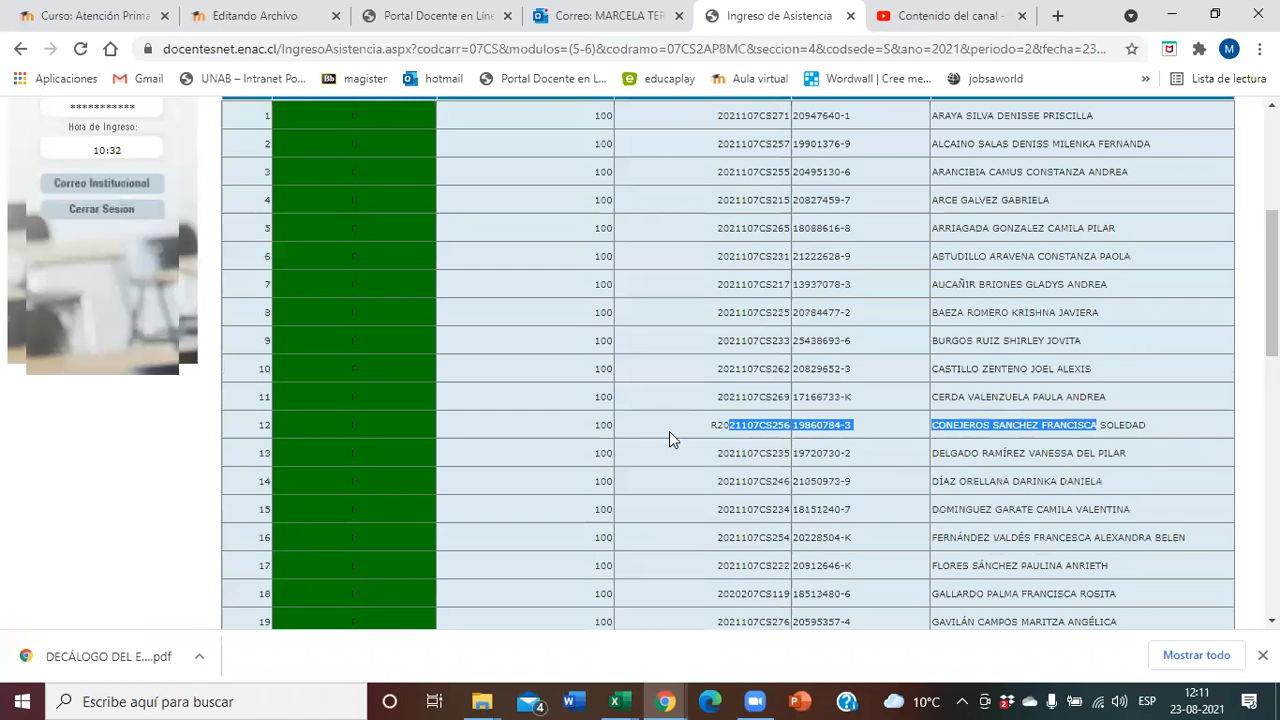 Curso: Atención Prima
Editando Archivo
Portal Docente en Líne
Correo: MARCELA TER
Ingreso de Asistencia
Contenido del canal -
docentesnet.enac.cl/IngresoAsistencia.aspx?codcarr=07CS&modulos=(5-6)&codramo=07CS2AP8MC&seccion=4&codsede=S&ano=2021&periodo=2&fecha=23...
M
Aplicaciones
Gmail
UNAB – Intranet Po...
Bb magister
hotmail
Portal Docente en L...
educaplay
Aula virtual
Wordwall | Cree me...
jobsaworld
»
Lista de lectura
***********
Hora de Ingreso:
10:32
Correo Institucional
Cerrar Sesión
1 100 2021107CS271 20947640-1 ARAYA SILVA DENISSE PRISCILLA
2 100 2021107CS257 19901376-9 ALCAINO SALAS DENISS MILENKA FERNANDA
3 100 2021107CS255 20495130-6 ARANCIBIA CAMUS CONSTANZA ANDREA
4 100 2021107CS215 20827459-7 ARCE GALVEZ GABRIELA
5 100 2021107CS265 18088616-8 ARRIAGADA GONZALEZ CAMILA PILAR
6 100 2021107CS231 21222628-9 ABTUDILLO ARAVENA CONSTANZA PAOLA
7 100 2021107CS217 13937078-3 AUCAÑIR BRIONES GLADYS ANDREA
8 100 2021107CS225 20784477-2 BAEZA ROMERO KRISHNA JAVIERA
9 100 2021107CS233 25438693-6 BURGOS RUIZ SHIRLEY JOVITA
10 100 2021107CS262 20829652-3 CASTILLO ZENTENO JOEL ALEXIS
11 100 2021107CS269 17166733-K CERDA VALENZUELA PAULA ANDREA
12 100 R2021107CS256 19860784-3 CONEJEROS SANCHEZ FRANCISCA SOLEDAD
13 100 2021107CS235 19720730-2 DELGADO RAMÍREZ VANESSA DEL PILAR
14 100 2021107CS246 21050973-9 DÍAZ ORELLANA DARINKA DANIELA
15 100 2021107CS234 18151240-7 DOMINGUEZ GARATE CAMILA VALENTINA
16 100 2021107CS254 20228504-K FERNÁNDEZ VALDÉS FRANCESCA ALEXANDRA BELEN
17 100 2021107CS222 20912646-K FLORES SÁNCHEZ PAULINA ANRIETH
18 100 2020207CS119 18513480-6 GALLARDO PALMA FRANCISCA ROSITA
19 100 2021107CS276 20595357-4 GAVILÁN CAMPOS MARITZA ANGÉLICA
DECÁLOGO DEL E....pdf
Mostrar todo
Escribe aquí para buscar
4
10°C
ESP
12:11
23-08-2021